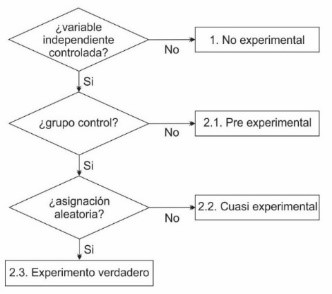 ¿variable
independiente
controlada?
No
1. No experimental
Si
¿grupo control?
No
2.1. Pre experimental
Si
¿asignación
aleatoria?
No
2.2. Cuasi experimental
Si
2.3. Experimento verdadero